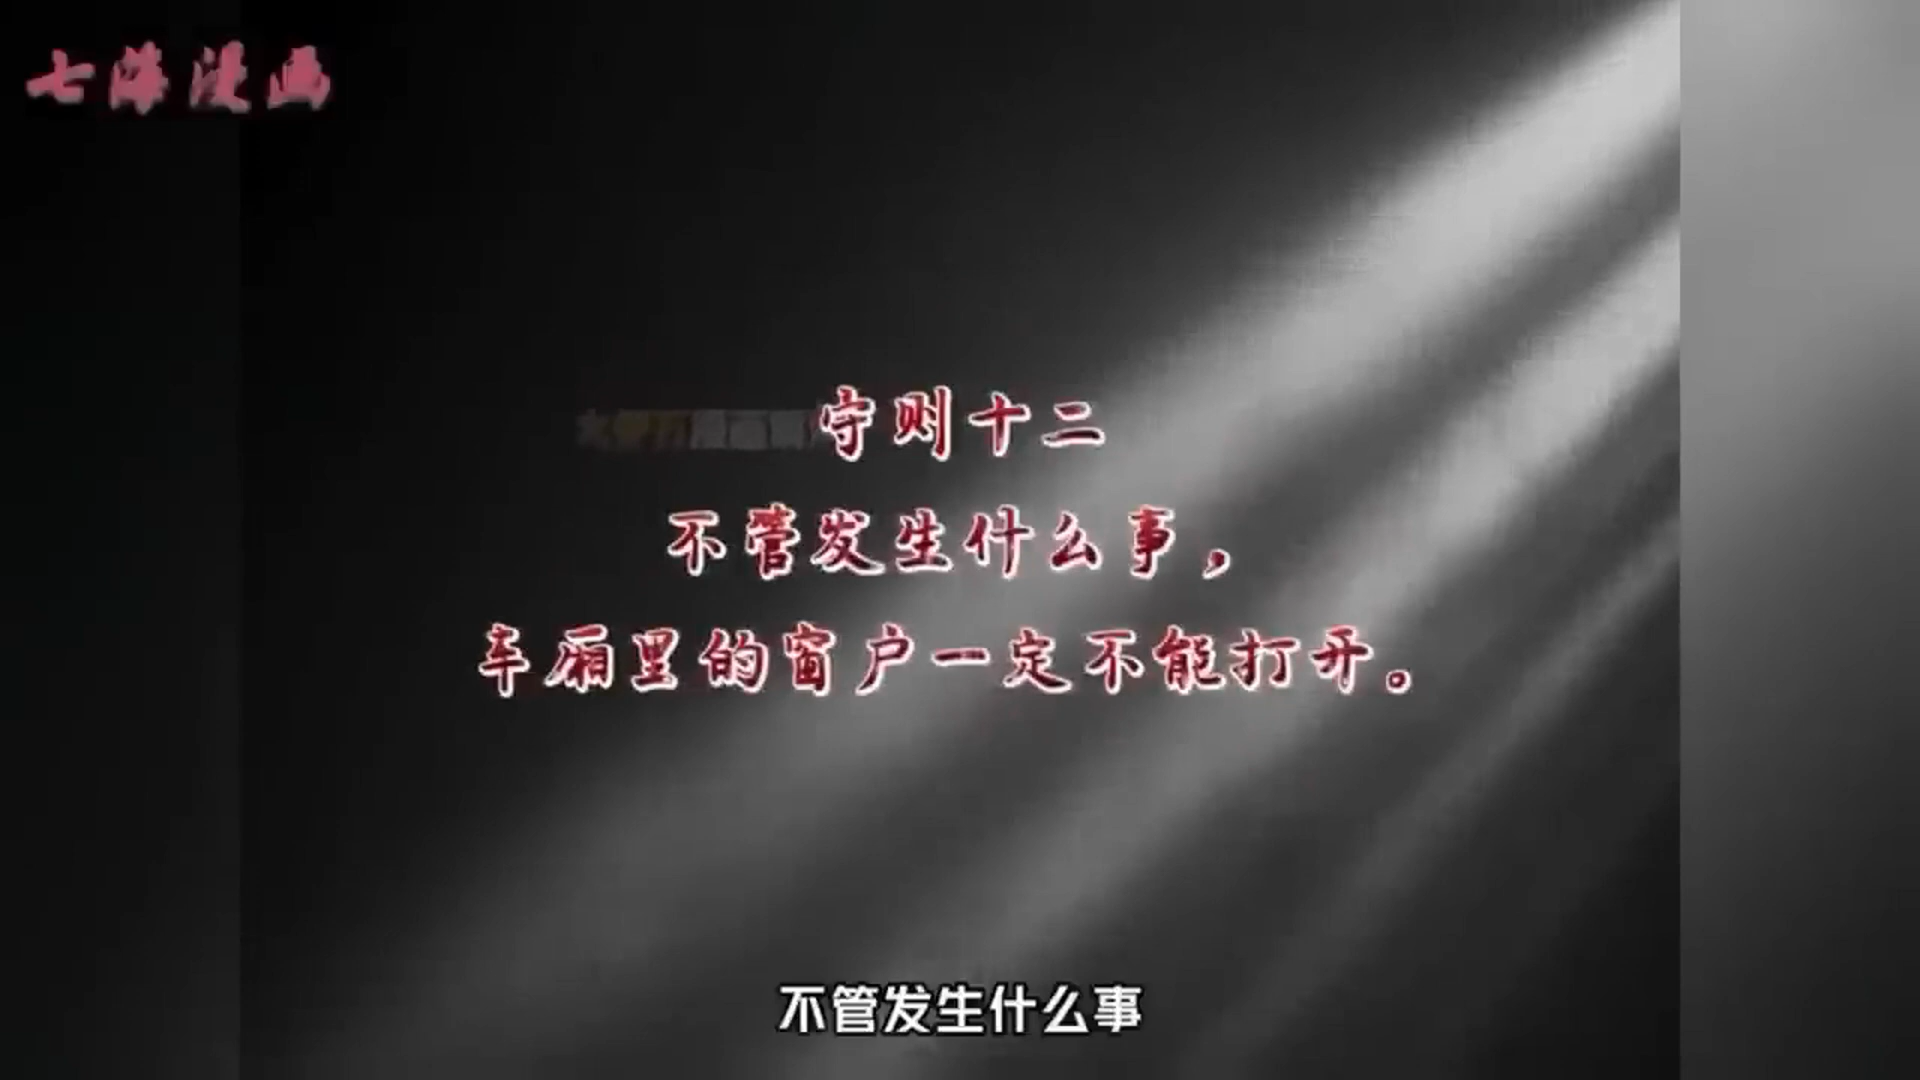 七海漫画
守则十二
不管发生什么事，
车厢里的窗户一定不能打开。
不管发生什么事